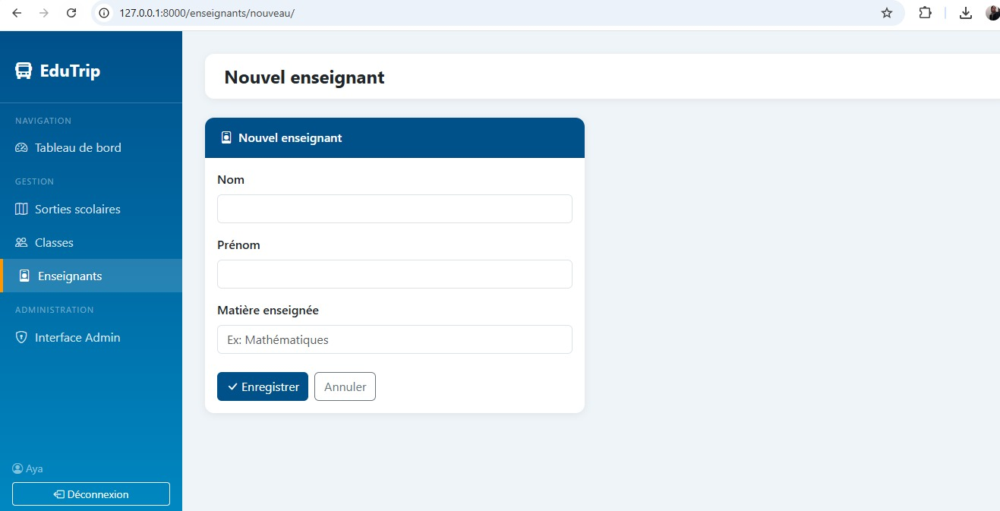 127.0.0.1:8000/enseignants/nouveau/
EduTrip
NAVIGATION
Tableau de bord
GESTION
Sorties scolaires
Classes
Enseignants
ADMINISTRATION
Interface Admin
Aya
Déconnexion
Nouvel enseignant
Nouvel enseignant
Nom
Prénom
Matière enseignée
Ex: Mathématiques
Enregistrer Annuler